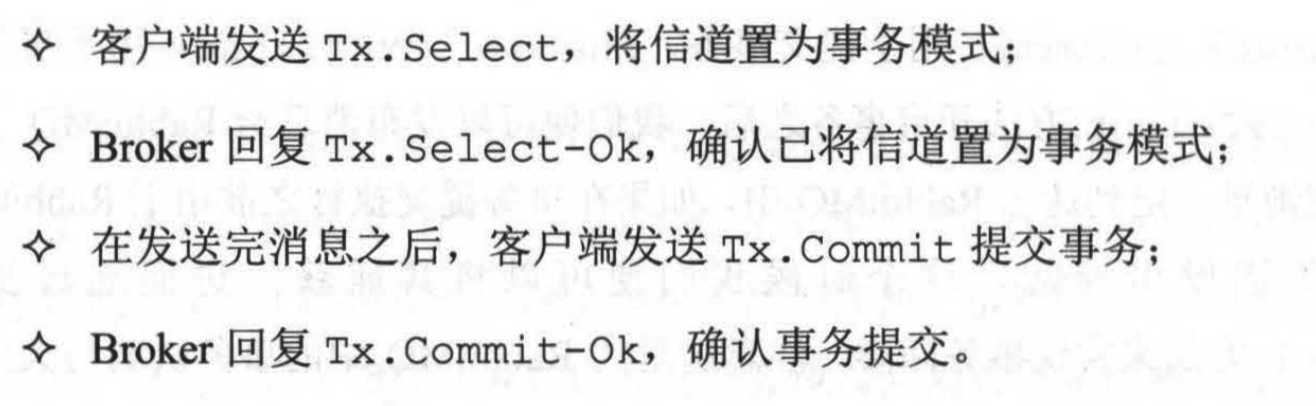 ✧ 客户端发送 Tx.Select，将信道置为事务模式；
✧ Broker 回复 Tx.Select-Ok，确认已将信道置为事务模式；
✧ 在发送完消息之后，客户端发送 Tx.Commit 提交事务；
✧ Broker 回复 Tx.Commit-Ok，确认事务提交。